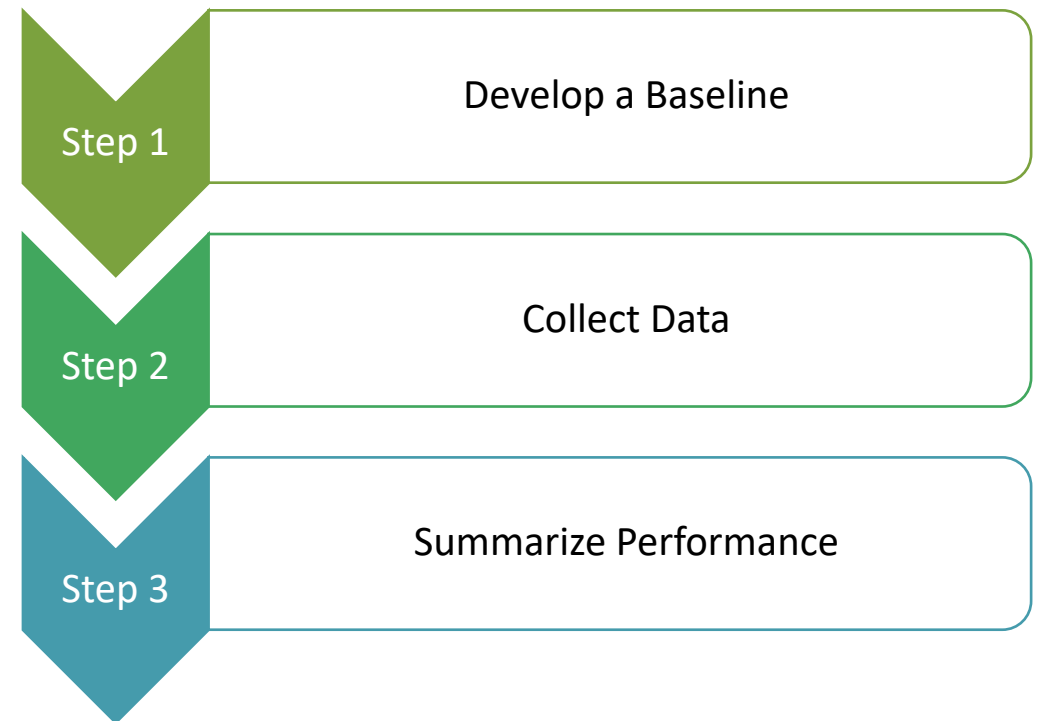 Step 1
Develop a Baseline
Step 2
Collect Data
Step 3
Summarize Performance